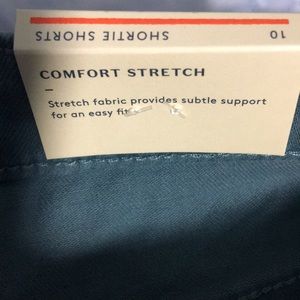 SHORTIE SHORTS 10
COMFORT STRETCH
Stretch fabric provides subtle support
for an easy fit.